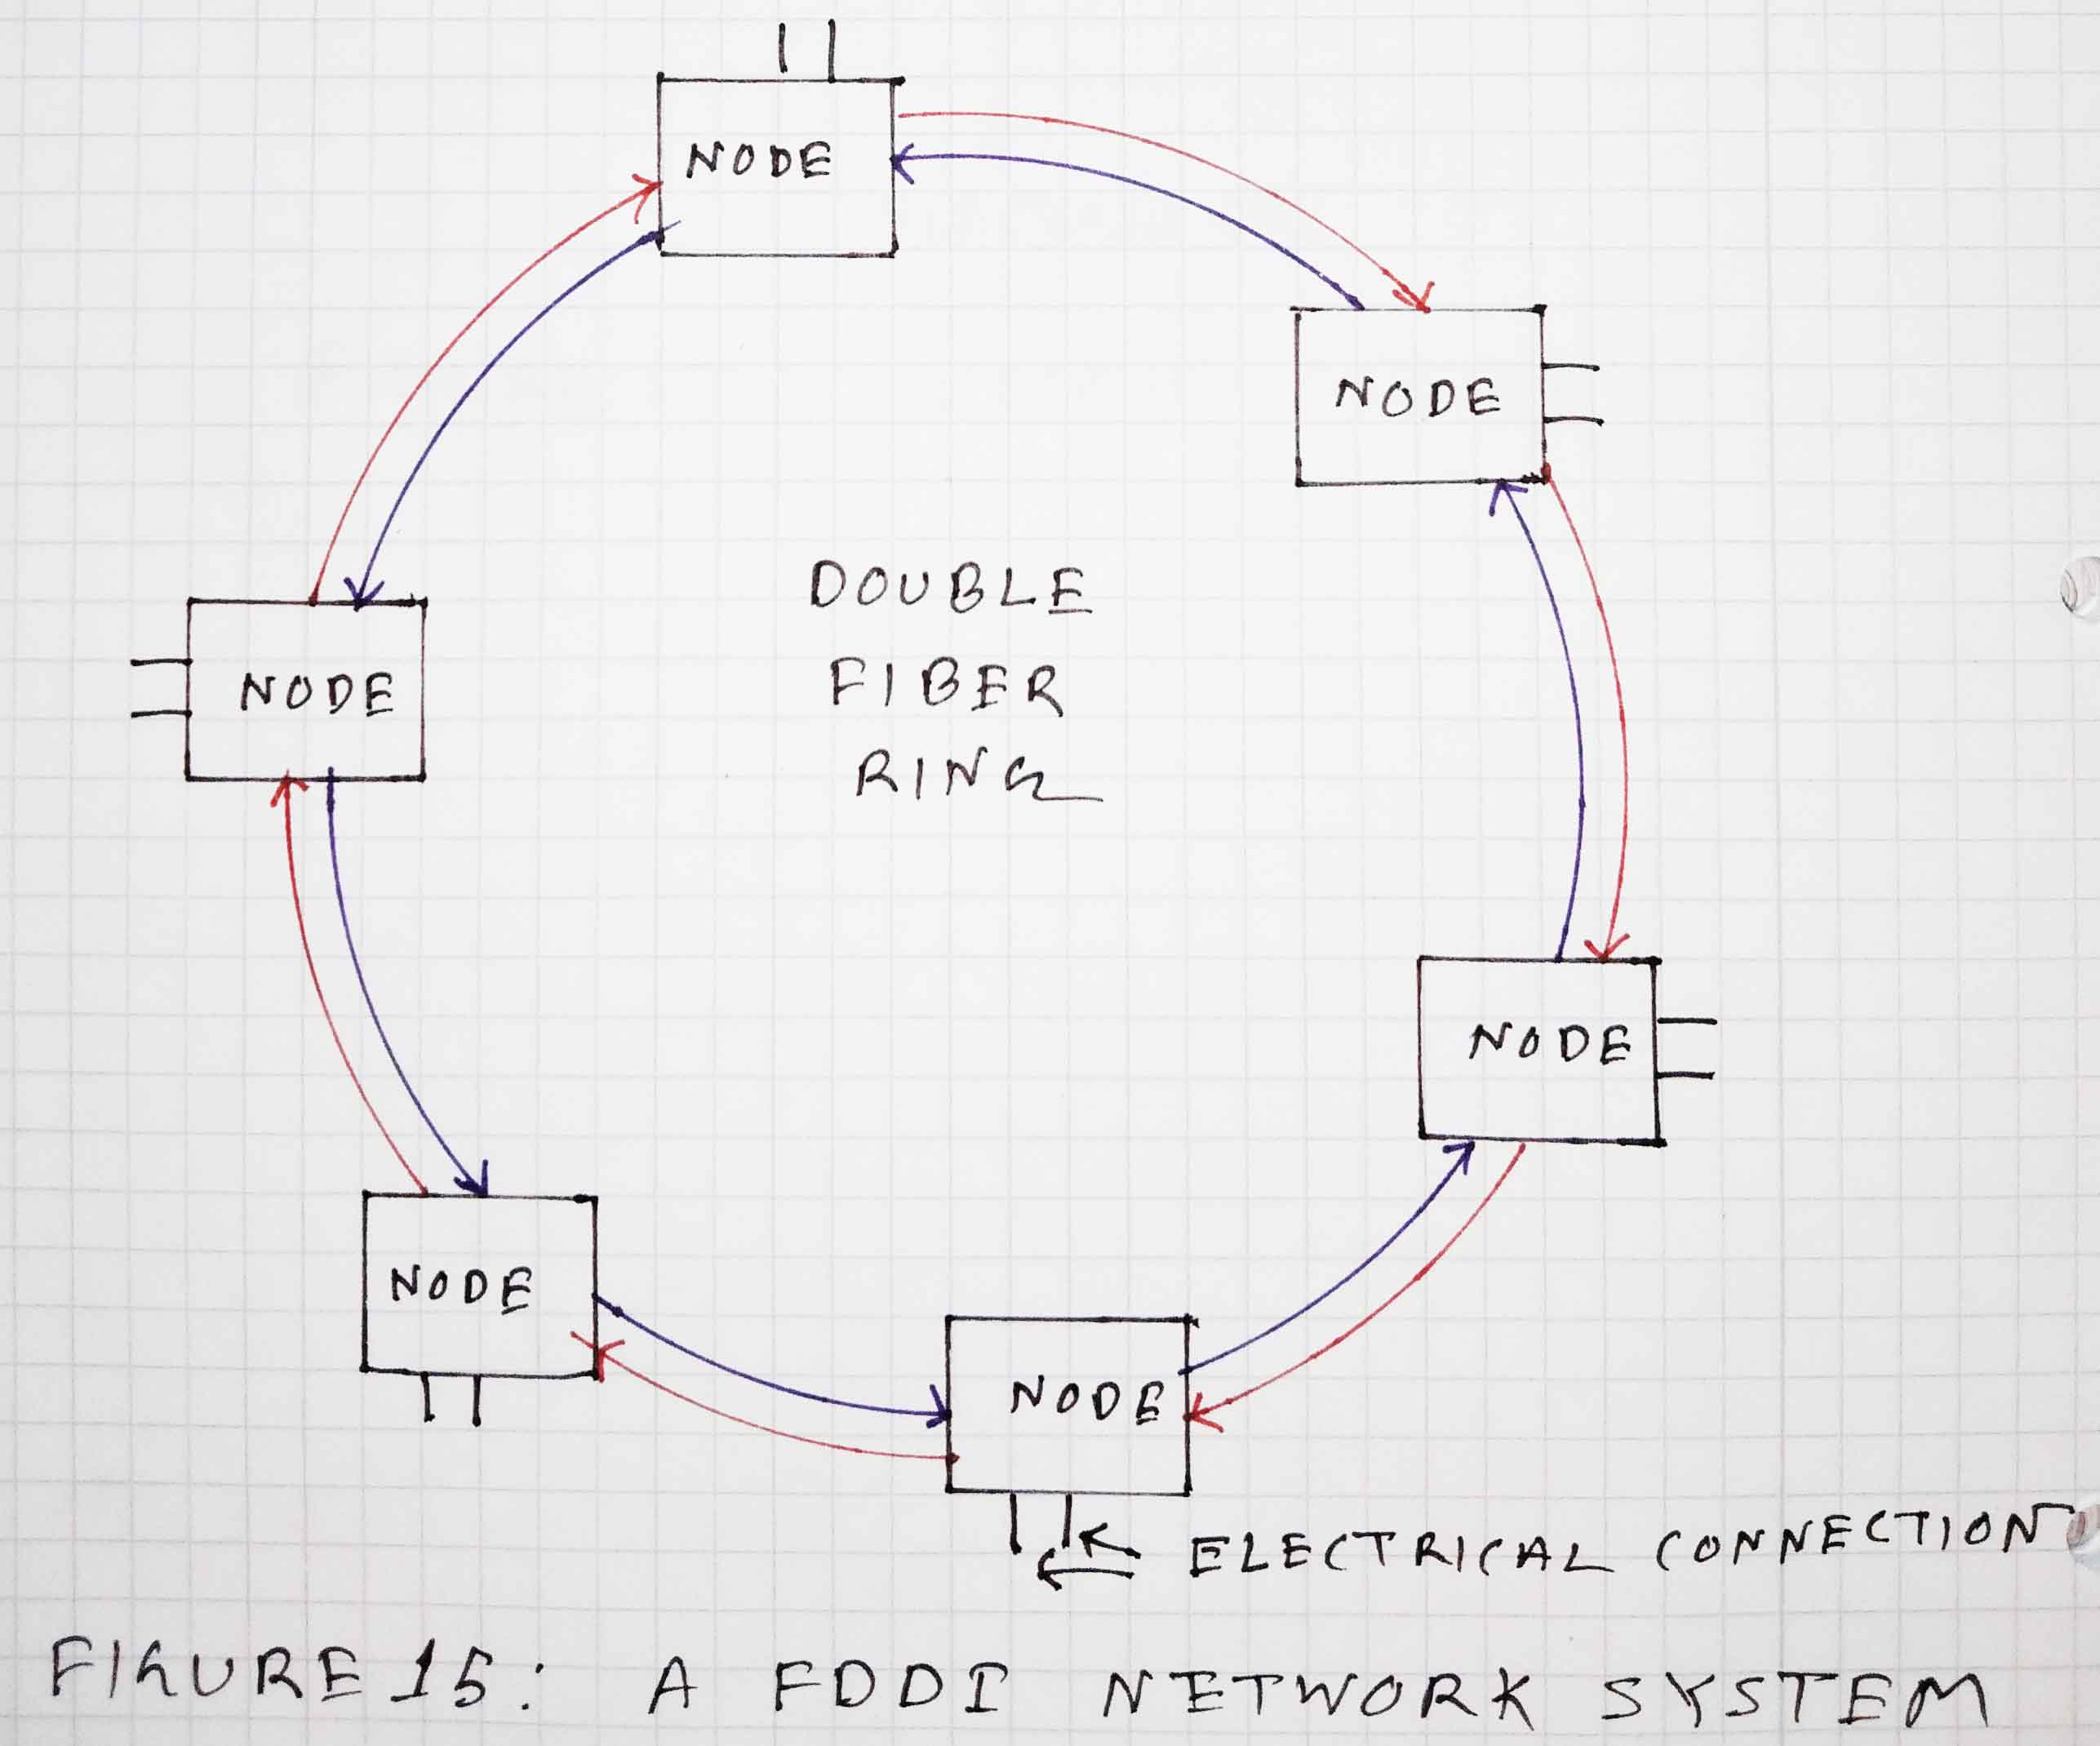 NODE
NODE
DOUBLE
FIBER
RING
NODE
NODE
NODE
NODE
ELECTRICAL CONNECTION
FIGURE 15: A FDDI NETWORK SYSTEM